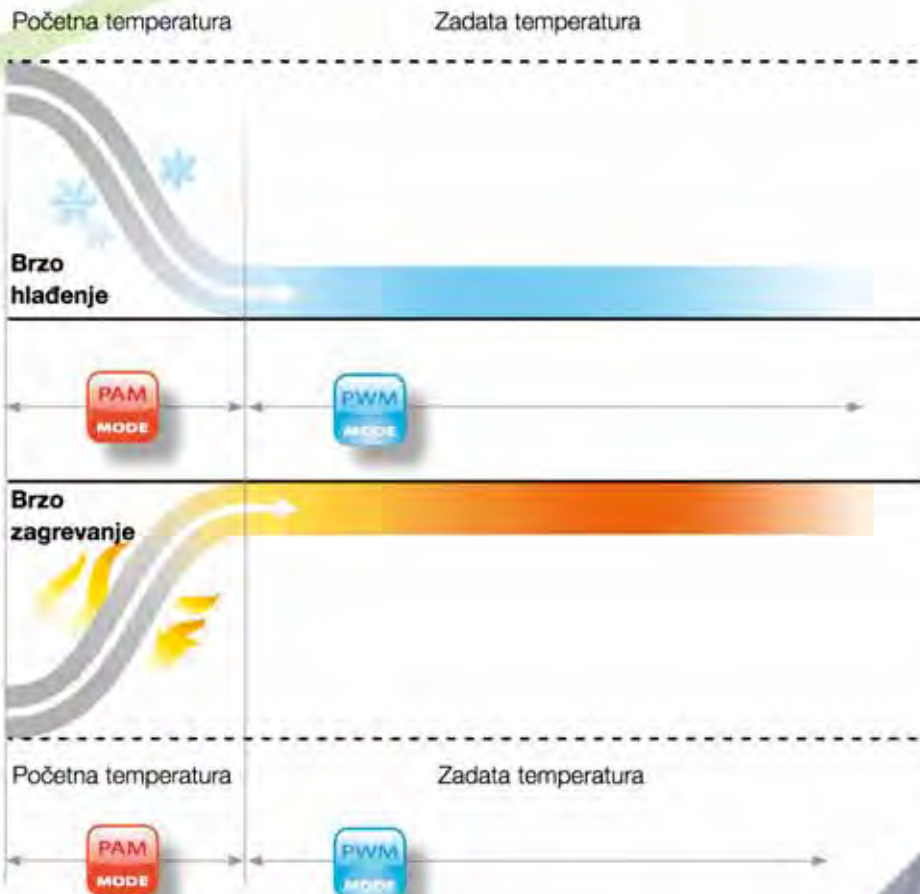 Početna temperatura Zadata temperatura
Brzo
hlađenje
PAM
MODE
PWM
MODE
Brzo
zagrevanje
Početna temperatura Zadata temperatura
PAM
MODE
PWM
MODE